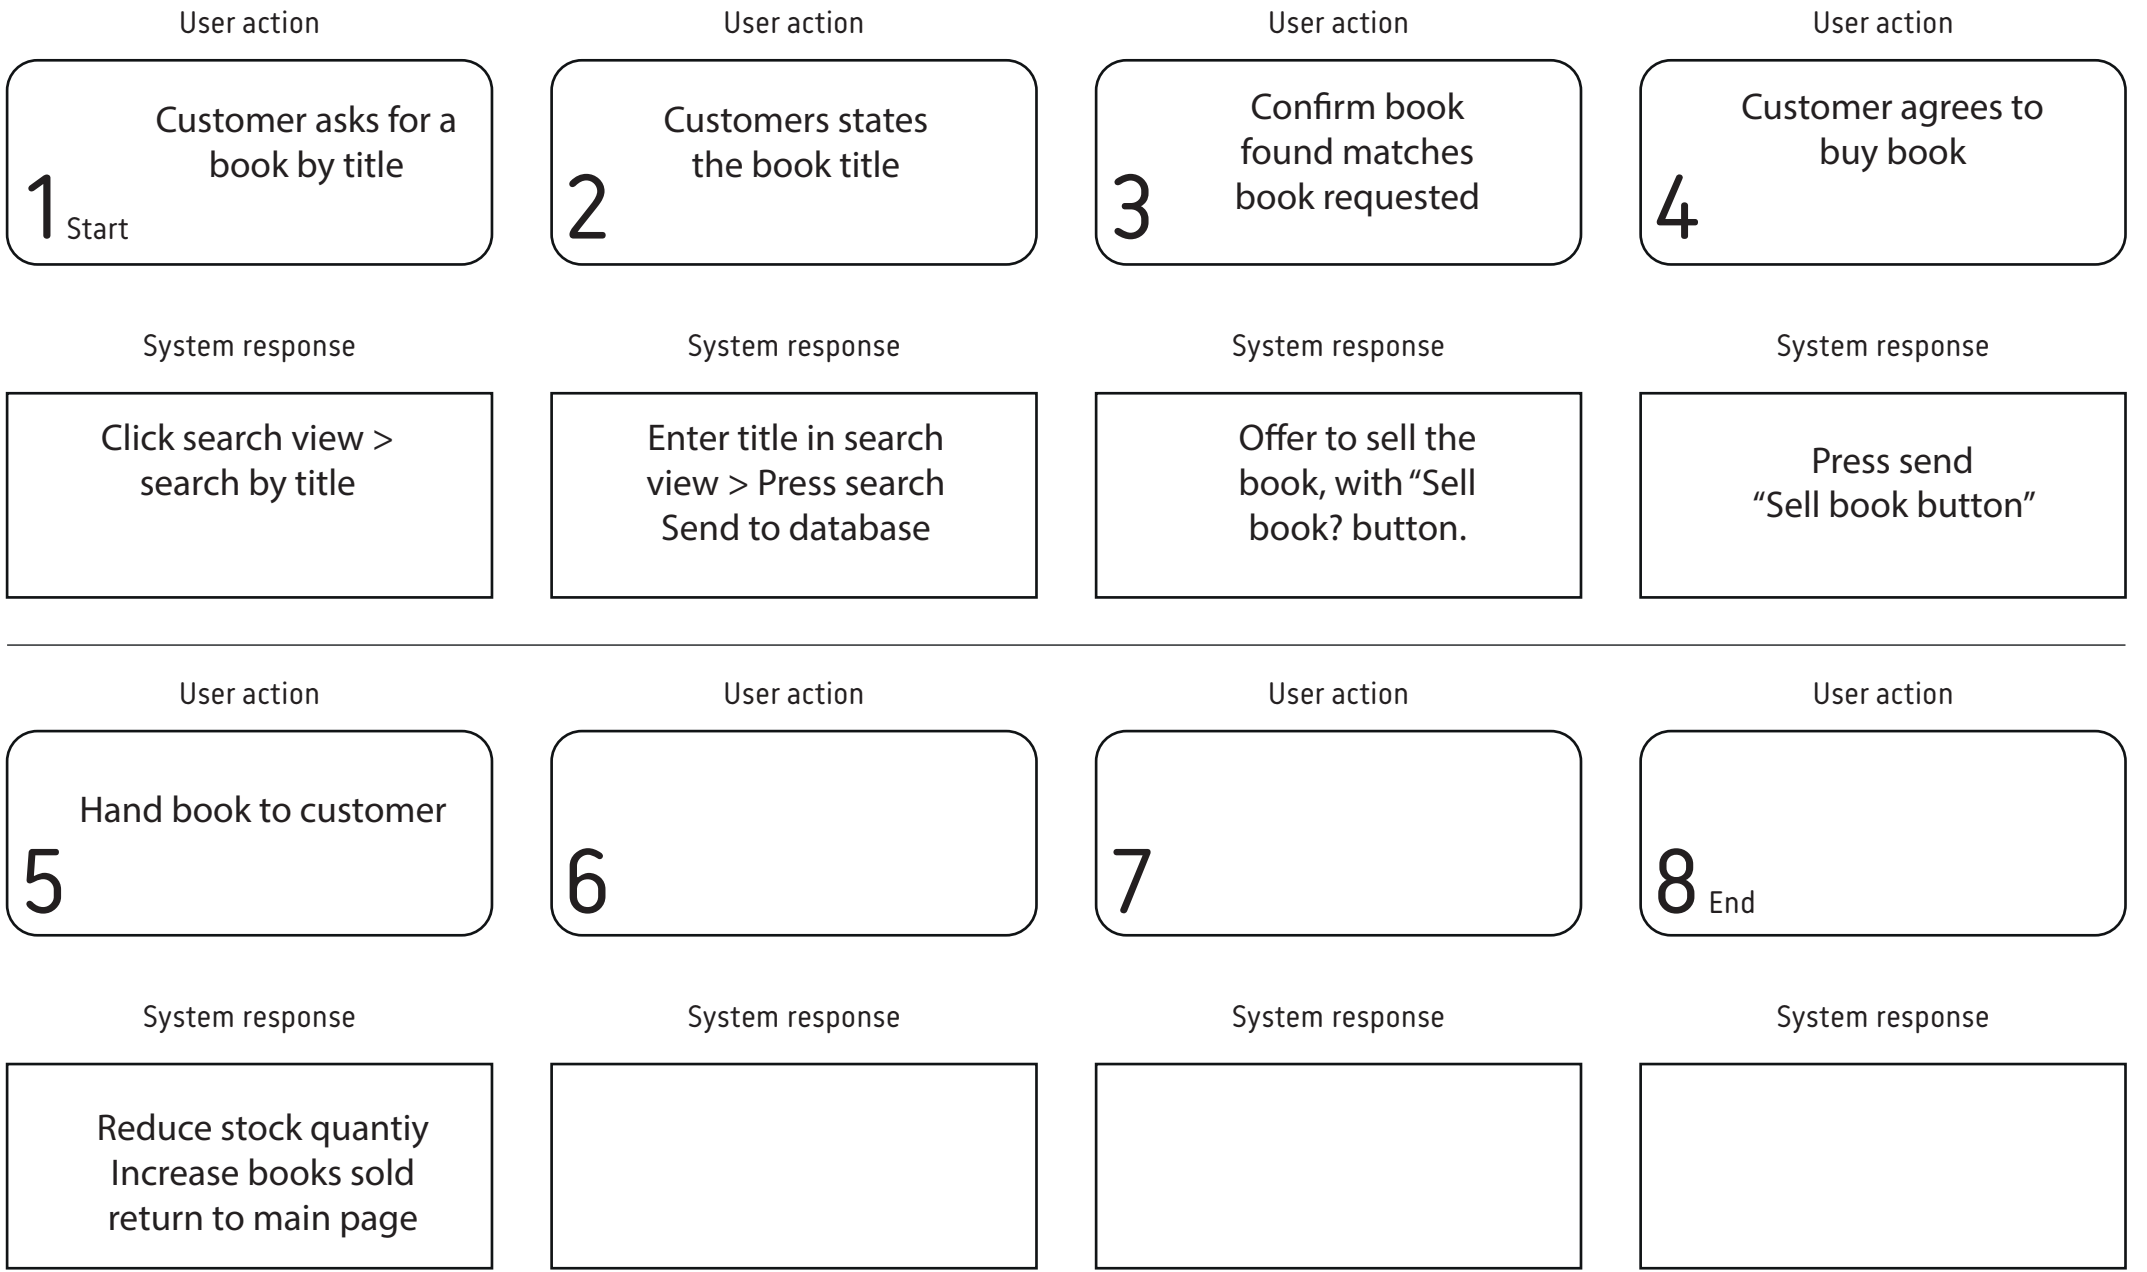 User action
User action
User action
User action
Customer asks for a
book by title
1 Start
Customers states
the book title
2
Confirm book
found matches
book requested
3
Customer agrees to
buy book
4
System response
System response
System response
System response
Click search view >
search by title
Enter title in search
view > Press search
Send to database
Offer to sell the
book, with “Sell
book? button.
Press send
“Sell book button”
User action
User action
User action
User action
Hand book to customer
5
6
7
8 End
System response
System response
System response
System response
Reduce stock quantiy
Increase books sold
return to main page